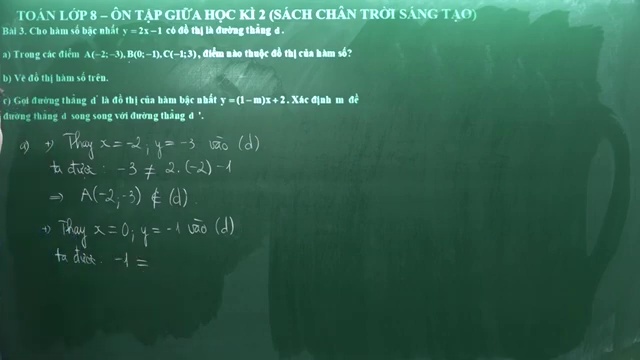 TOÁN LỚP 8 – ÔN TẬP GIỮA HỌC KÌ 2 (SÁCH CHÂN TRỜI SÁNG TẠO)
Bài 3. Cho hàm số bậc nhất y = 2x – 1 có đồ thị là đường thẳng d .
a) Trong các điểm A(–2; –3), B(0; –1), C(–1; 3) , điểm nào thuộc đồ thị của hàm số?
b) Vẽ đồ thị hàm số trên.
c) Gọi đường thẳng d' là đồ thị của hàm bậc nhất y = (1 – m)x + 2 . Xác định m để
đường thẳng d song song với đường thẳng d '.
a) +) Thay x = -2 ; y = -3 vào (d)
ta được : -3 ≠ 2.(-2) - 1
⇒ A(-2; -3) ∉ (d).
+) Thay x = 0 ; y = -1 vào (d)
ta được : -1 =